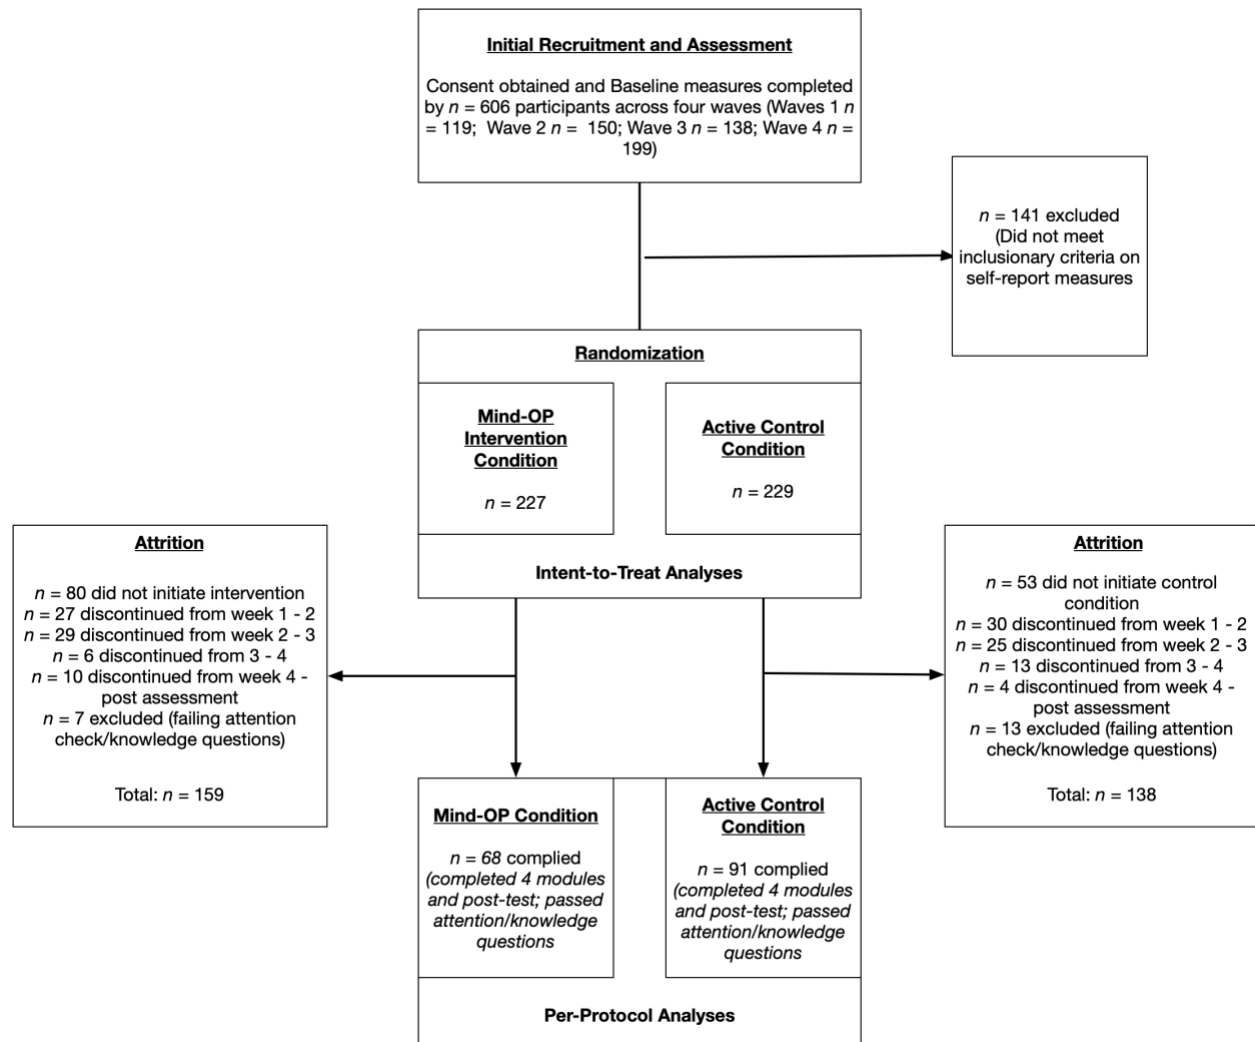 Initial Recruitment and Assessment
Consent obtained and Baseline measures completed
by n = 606 participants across four waves (Waves 1 n
= 119;  Wave 2 n =  150; Wave 3 n = 138; Wave 4 n =
199)
n = 141 excluded
(Did not meet
inclusionary criteria on
self-report measures
Randomization
Mind-OP
Intervention
Condition
n = 227
Active Control
Condition
n = 229
Intent-to-Treat Analyses
Attrition
n = 80 did not initiate intervention
n = 27 discontinued from week 1 - 2
n = 29 discontinued from week 2 - 3
n = 6 discontinued from 3 - 4
n = 10 discontinued from week 4 -
post assessment
n = 7 excluded (failing attention
check/knowledge questions)
Total: n = 159
Attrition
n = 53 did not initiate control
condition
n = 30 discontinued from week 1 - 2
n = 25 discontinued from week 2 - 3
n = 13 discontinued from 3 - 4
n = 4 discontinued from week 4 -
post assessment
n = 13 excluded (failing attention
check/knowledge questions)
Total: n = 138
Mind-OP Condition
n = 68 complied
(completed 4 modules
and post-test; passed
attention/knowledge
questions
Active Control
Condition
n = 91 complied
(completed 4 modules
and post-test; passed
attention/knowledge
questions
Per-Protocol Analyses